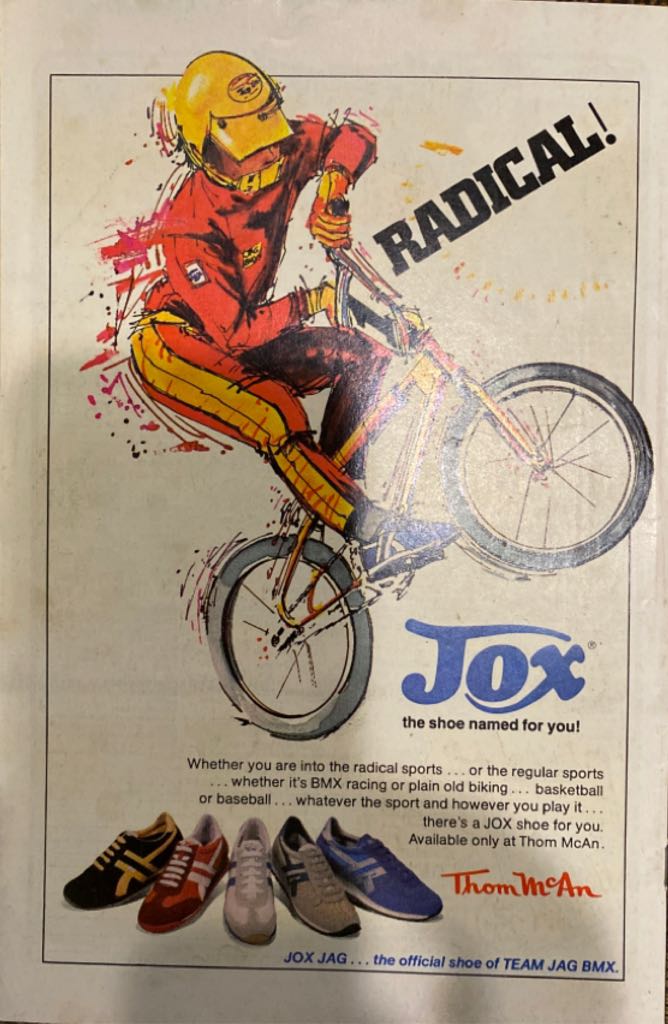 RADICAL!
Jox®
the shoe named for you!
Whether you are into the radical sports . . . or the regular sports
. . . whether it's BMX racing or plain old biking . . . basketball
or baseball . . . whatever the sport and however you play it . . .
there's a JOX shoe for you.
Available only at Thom McAn.
Thom McAn
JOX JAG . . . the official shoe of TEAM JAG BMX.